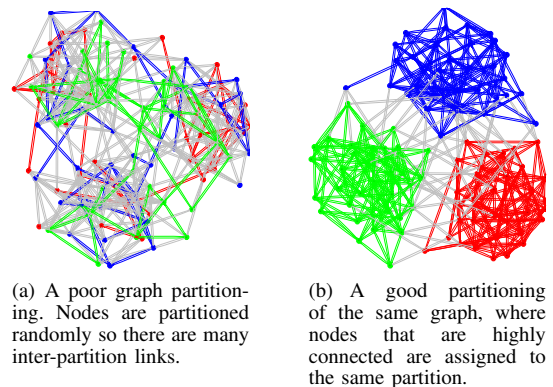 (a) A poor graph partition-
ing. Nodes are partitioned
randomly so there are many
inter-partition links.
(b) A good partitioning
of the same graph, where
nodes that are highly
connected are assigned to
the same partition.